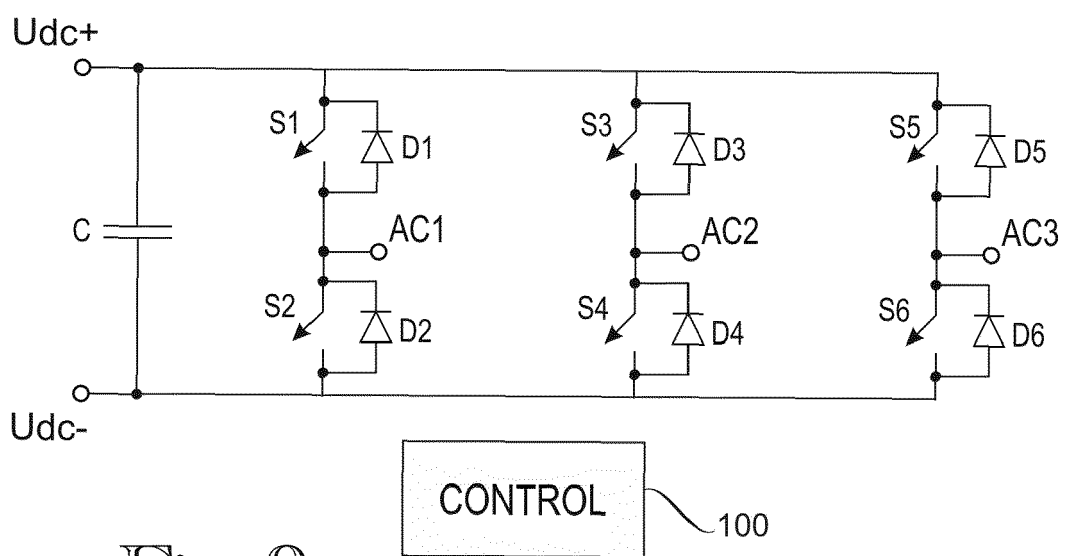 Udc+
S1
D1
S3
D3
S5
D5
C
AC1
AC2
AC3
S2
D2
S4
D4
S6
D6
Udc-
CONTROL
100